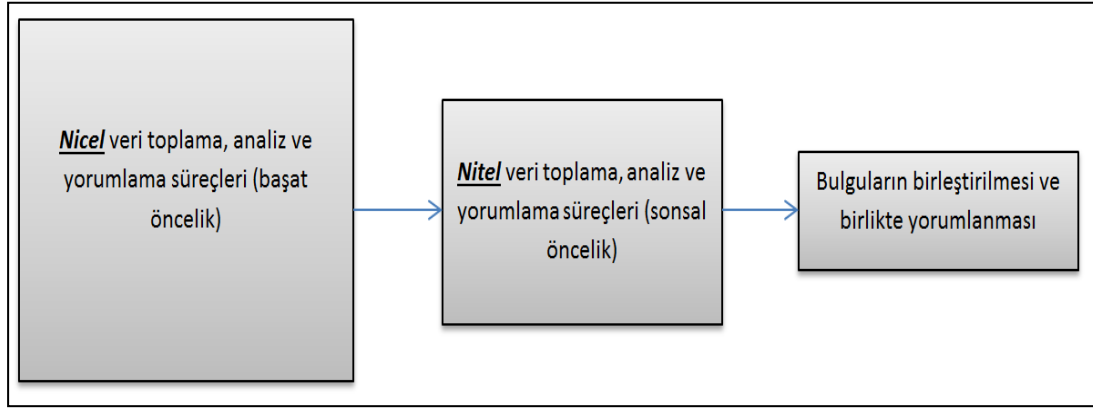 Nicel veri toplama, analiz ve
yorumlama süreçleri (başat
öncelik)
Nitel veri toplama, analiz ve
yorumlama süreçleri (sonsal
öncelik)
Bulguların birleştirilmesi ve
birlikte yorumlanması